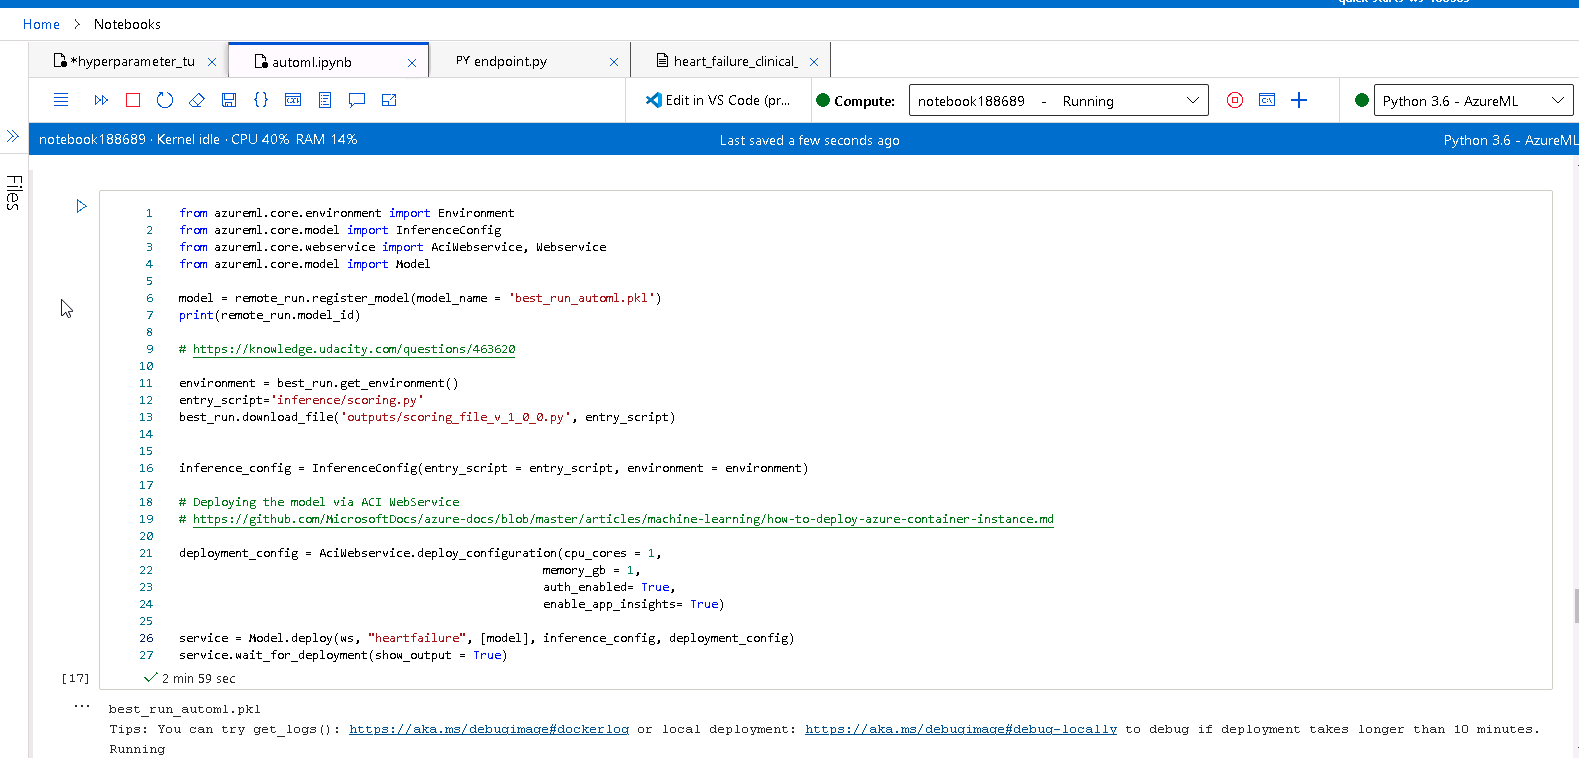 Home > Notebooks
*hyperparameter_tu × automl.ipynb × PY endpoint.py × heart_failure_clinical_ ×
Edit in VS Code (pr... Compute: notebook188689 - Running Python 3.6 - AzureML
notebook188689 · Kernel idle · CPU 40% RAM 14% Last saved a few seconds ago Python 3.6 - AzureML
Files
1 from azureml.core.environment import Environment
2 from azureml.core.model import InferenceConfig
3 from azureml.core.webservice import AciWebservice, Webservice
4 from azureml.core.model import Model
5
6 model = remote_run.register_model(model_name = 'best_run_automl.pkl')
7 print(remote_run.model_id)
8
9 # https://knowledge.udacity.com/questions/463620
10
11 environment = best_run.get_environment()
12 entry_script='inference/scoring.py'
13 best_run.download_file('outputs/scoring_file_v_1_0_0.py', entry_script)
14
15
16 inference_config = InferenceConfig(entry_script = entry_script, environment = environment)
17
18 # Deploying the model via ACI WebService
19 # https://github.com/MicrosoftDocs/azure-docs/blob/master/articles/machine-learning/how-to-deploy-azure-container-instance.md
20
21 deployment_config = AciWebservice.deploy_configuration(cpu_cores = 1,
22 memory_gb = 1,
23 auth_enabled= True,
24 enable_app_insights= True)
25
26 service = Model.deploy(ws, "heartfailure", [model], inference_config, deployment_config)
27 service.wait_for_deployment(show_output = True)
[17] 2 min 59 sec
... best_run_automl.pkl
Tips: You can try get_logs(): https://aka.ms/debugimage#dockerlog or local deployment: https://aka.ms/debugimage#debug-locally to debug if deployment takes longer than 10 minutes.
Running